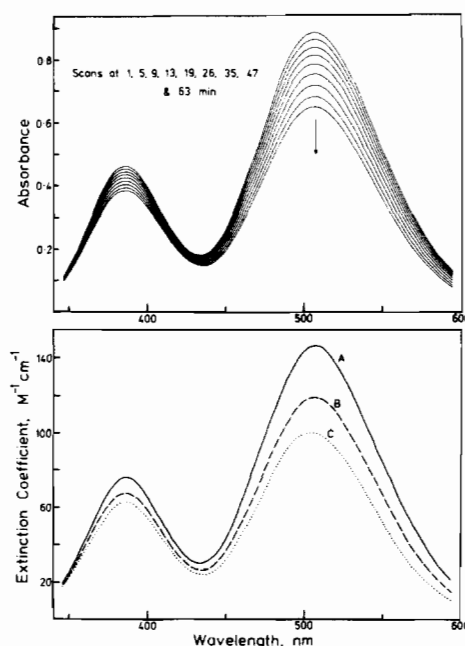 Scans at 1, 5, 9, 13, 19, 26, 35, 47
& 63 min
Absorbance
0·8
0·6
0·4
0·2
400
500
600
Extinction Coefficient, M⁻¹cm⁻¹
140
100
60
20
A
B
C
400
500
600
Wavelength, nm